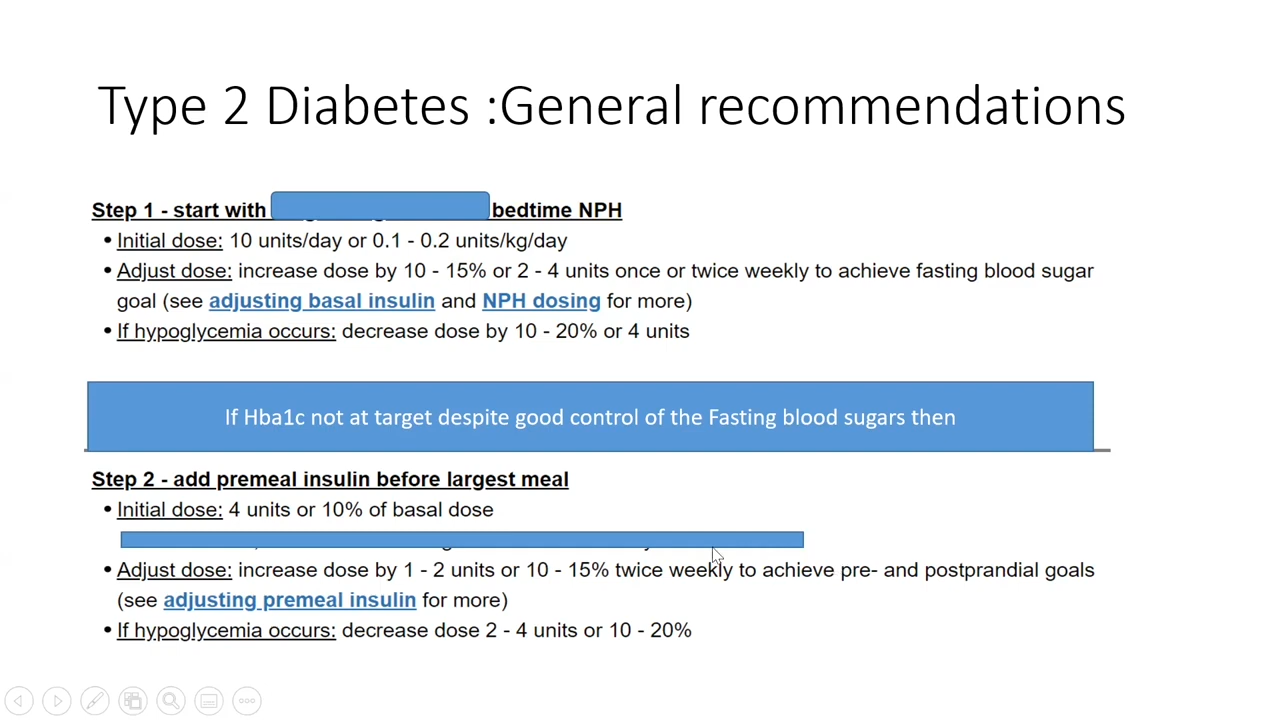 Type 2 Diabetes :General recommendations
Step 1 - start with bedtime NPH
• Initial dose: 10 units/day or 0.1 - 0.2 units/kg/day
• Adjust dose: increase dose by 10 - 15% or 2 - 4 units once or twice weekly to achieve fasting blood sugar
goal (see adjusting basal insulin and NPH dosing for more)
• If hypoglycemia occurs: decrease dose by 10 - 20% or 4 units
If Hba1c not at target despite good control of the Fasting blood sugars then
Step 2 - add premeal insulin before largest meal
• Initial dose: 4 units or 10% of basal dose
• Adjust dose: increase dose by 1 - 2 units or 10 - 15% twice weekly to achieve pre- and postprandial goals
(see adjusting premeal insulin for more)
• If hypoglycemia occurs: decrease dose 2 - 4 units or 10 - 20%